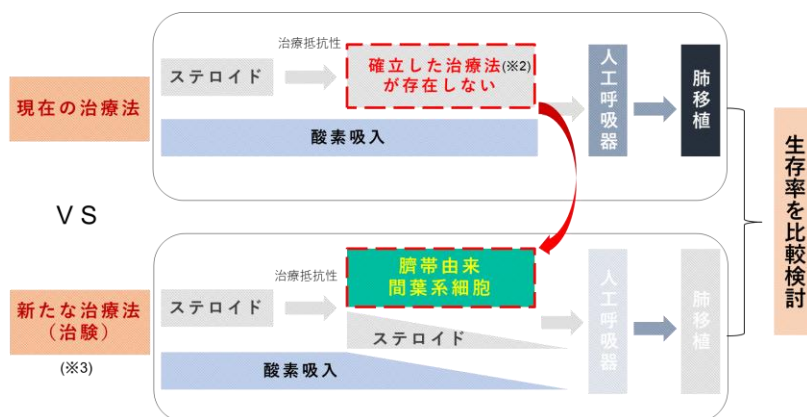 現在の治療法
ステロイド
治療抵抗性
確立した治療法(※2)
が存在しない
酸素吸入
人工呼吸器
肺移植
VS
新たな治療法
(治験)
(※3)
ステロイド
治療抵抗性
臍帯由来
間葉系細胞
ステロイド
酸素吸入
人工呼吸器
肺移植
生存率を比較検討